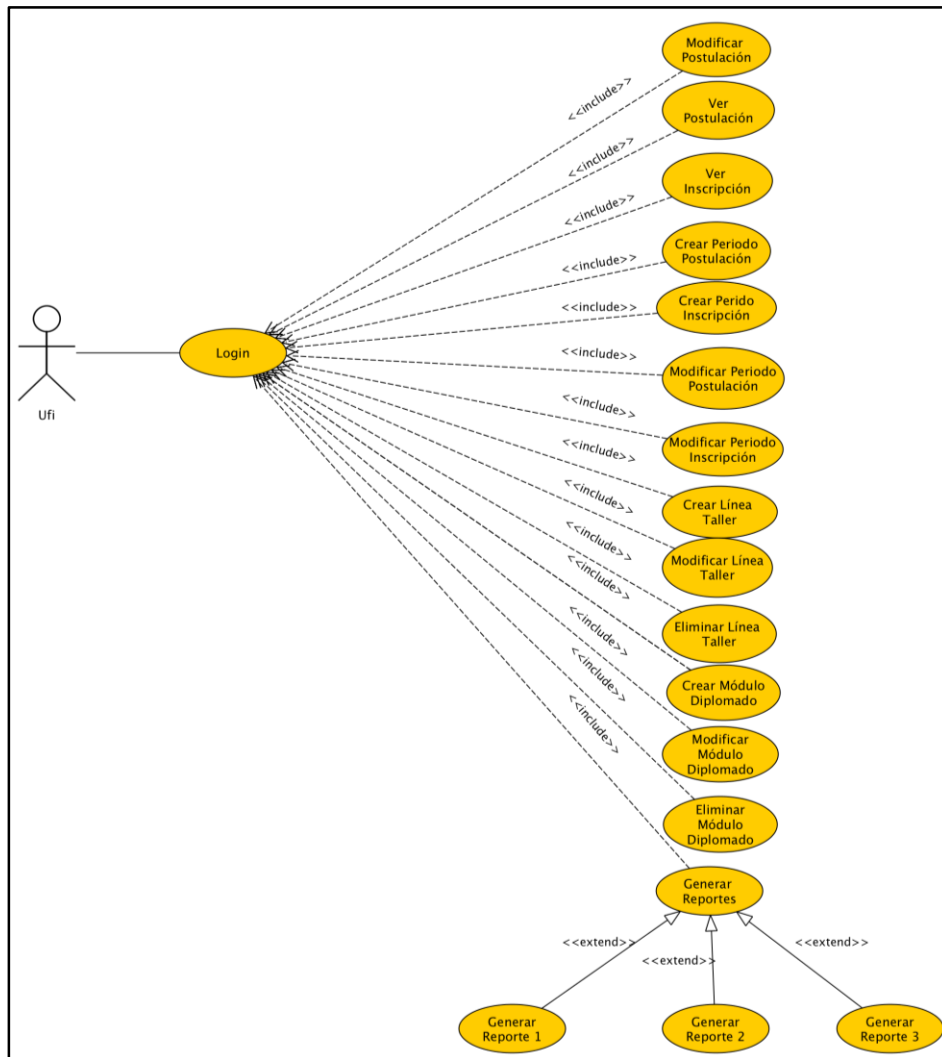 Modificar
Postulación
<<include>>
Ver
Postulación
<<include>>
Ver
Inscripción
<<include>>
Crear Periodo
Postulación
<<include>>
Crear Perido
Inscripción
<<include>>
Ufi
Login
Modificar Periodo
Postulación
<<include>>
Modificar Periodo
Inscripción
<<include>>
Crear Línea
Taller
<<include>>
Modificar Línea
Taller
<<include>>
Eliminar Línea
Taller
<<include>>
Crear Módulo
Diplomado
<<include>>
Modificar
Módulo
Diplomado
<<include>>
Eliminar
Módulo
Diplomado
<<include>>
Generar
Reportes
<<include>>
<<extend>>
<<extend>>
<<extend>>
Generar
Reporte 1
Generar
Reporte 2
Generar
Reporte 3